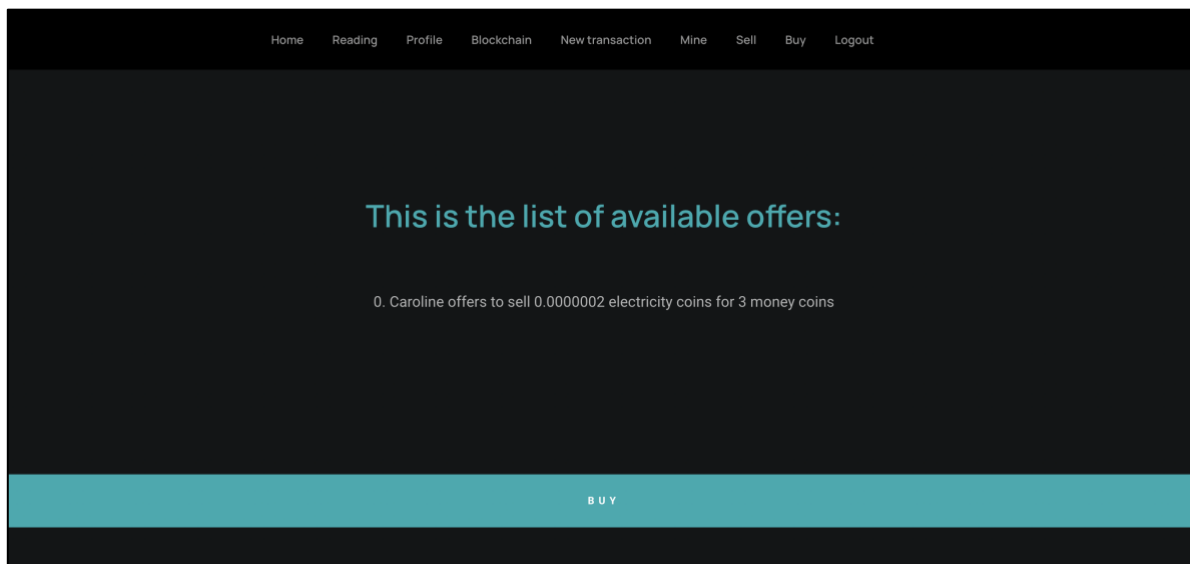 Home Reading Profile Blockchain New transaction Mine Sell Buy Logout
This is the list of available offers:
0. Caroline offers to sell 0.0000002 electricity coins for 3 money coins
BUY